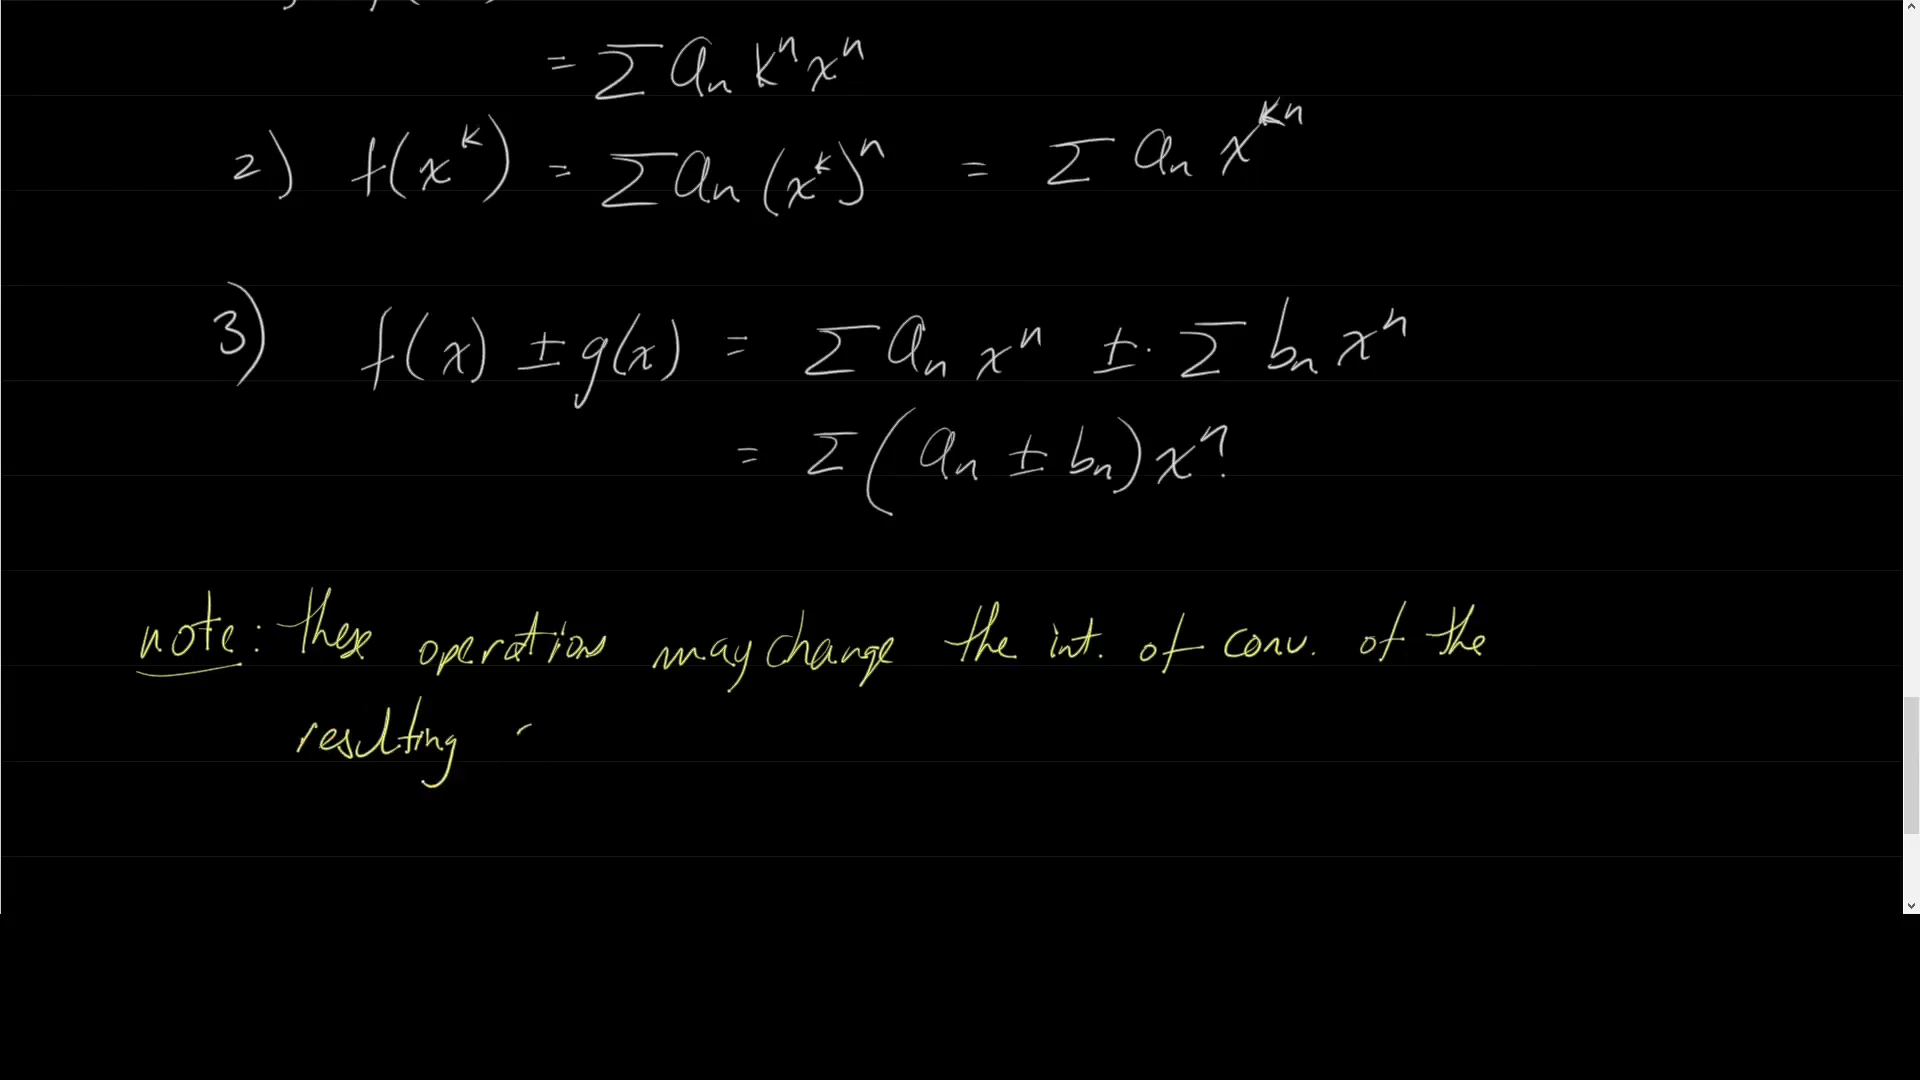 = Σ aₙ kⁿ xⁿ
2) f(xᵏ) = Σ aₙ (xᵏ)ⁿ = Σ aₙ xᵏⁿ
3) f(x) ± g(x) = Σ aₙ xⁿ ± Σ bₙ xⁿ
= Σ (aₙ ± bₙ) xⁿ.
note: these operations may change the int. of conv. of the
resulting